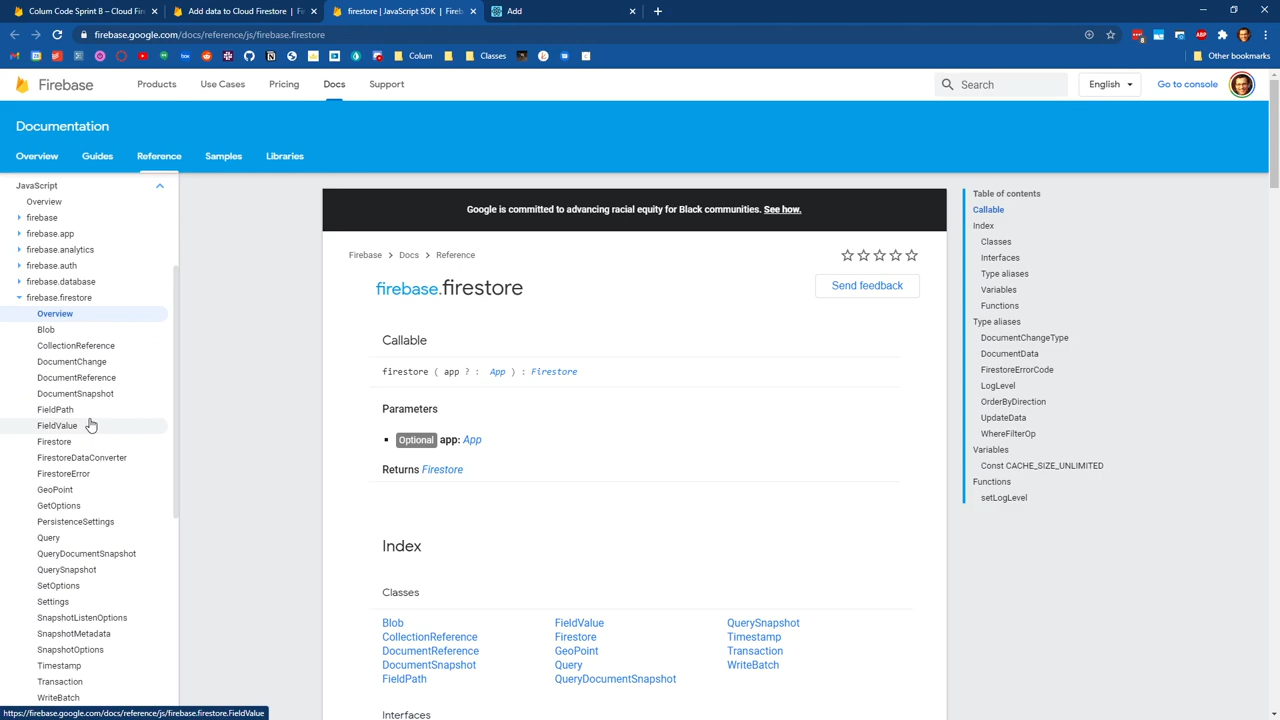 Colum Code Sprint B – Cloud Fire
Add data to Cloud Firestore | Fi
firestore | JavaScript SDK | Fireb
Add
firebase.google.com/docs/reference/js/firebase.firestore
Colum
Classes
Other bookmarks
Firebase
Products
Use Cases
Pricing
Docs
Support
Search
English
Go to console
Documentation
Overview
Guides
Reference
Samples
Libraries
JavaScript
Overview
firebase
firebase.app
firebase.analytics
firebase.auth
firebase.database
firebase.firestore
Overview
Blob
CollectionReference
DocumentChange
DocumentReference
DocumentSnapshot
FieldPath
FieldValue
Firestore
FirestoreDataConverter
FirestoreError
GeoPoint
GetOptions
PersistenceSettings
Query
QueryDocumentSnapshot
QuerySnapshot
SetOptions
Settings
SnapshotListenOptions
SnapshotMetadata
SnapshotOptions
Timestamp
Transaction
WriteBatch
https://firebase.google.com/docs/reference/js/firebase.firestore.FieldValue
Google is committed to advancing racial equity for Black communities. See how.
Firebase > Docs > Reference
firebase.firestore
Send feedback
Callable
firestore ( app ? : App ) : Firestore
Parameters
Optional app: App
Returns Firestore
Index
Classes
Blob
CollectionReference
DocumentReference
DocumentSnapshot
FieldPath
FieldValue
Firestore
GeoPoint
Query
QueryDocumentSnapshot
QuerySnapshot
Timestamp
Transaction
WriteBatch
Interfaces
Table of contents
Callable
Index
Classes
Interfaces
Type aliases
Variables
Functions
Type aliases
DocumentChangeType
DocumentData
FirestoreErrorCode
LogLevel
OrderByDirection
UpdateData
WhereFilterOp
Variables
Const CACHE_SIZE_UNLIMITED
Functions
setLogLevel